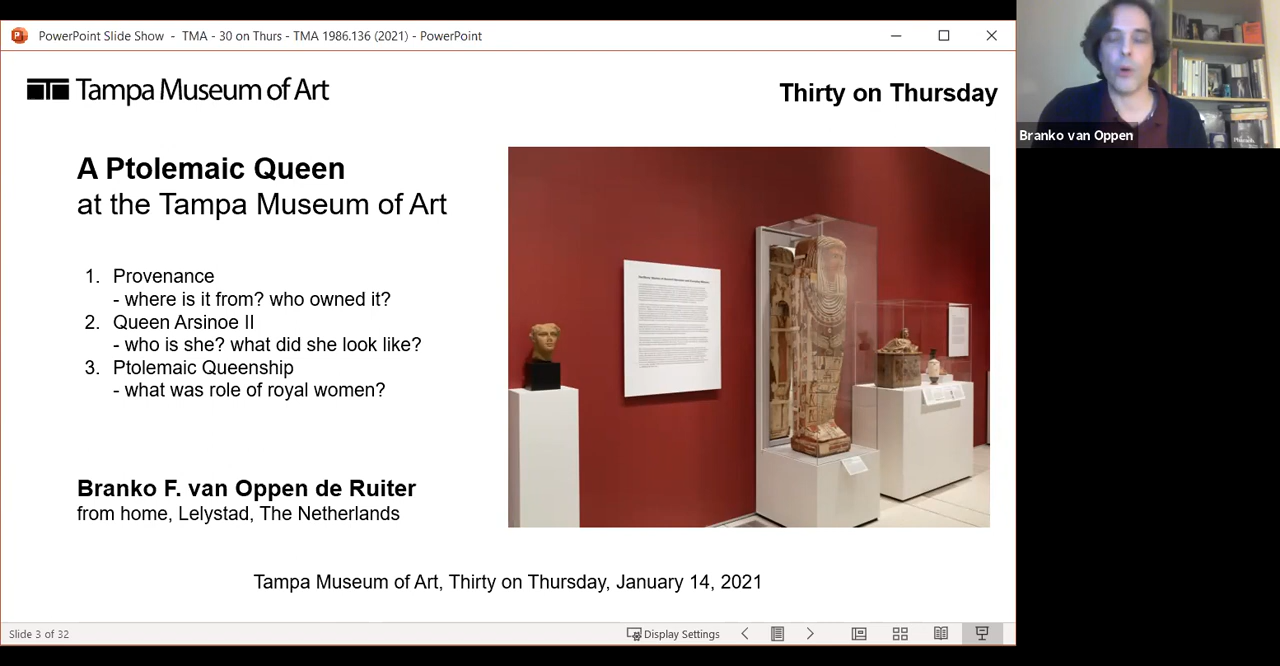 PowerPoint Slide Show - TMA - 30 on Thurs - TMA 1986.136 (2021) - PowerPoint
Tampa Museum of Art
Thirty on Thursday
A Ptolemaic Queen
at the Tampa Museum of Art
1. Provenance
- where is it from? who owned it?
2. Queen Arsinoe II
- who is she? what did she look like?
3. Ptolemaic Queenship
- what was role of royal women?
Branko F. van Oppen de Ruiter
from home, Lelystad, The Netherlands
Tampa Museum of Art, Thirty on Thursday, January 14, 2021
Slide 3 of 32
Display Settings
Branko van Oppen